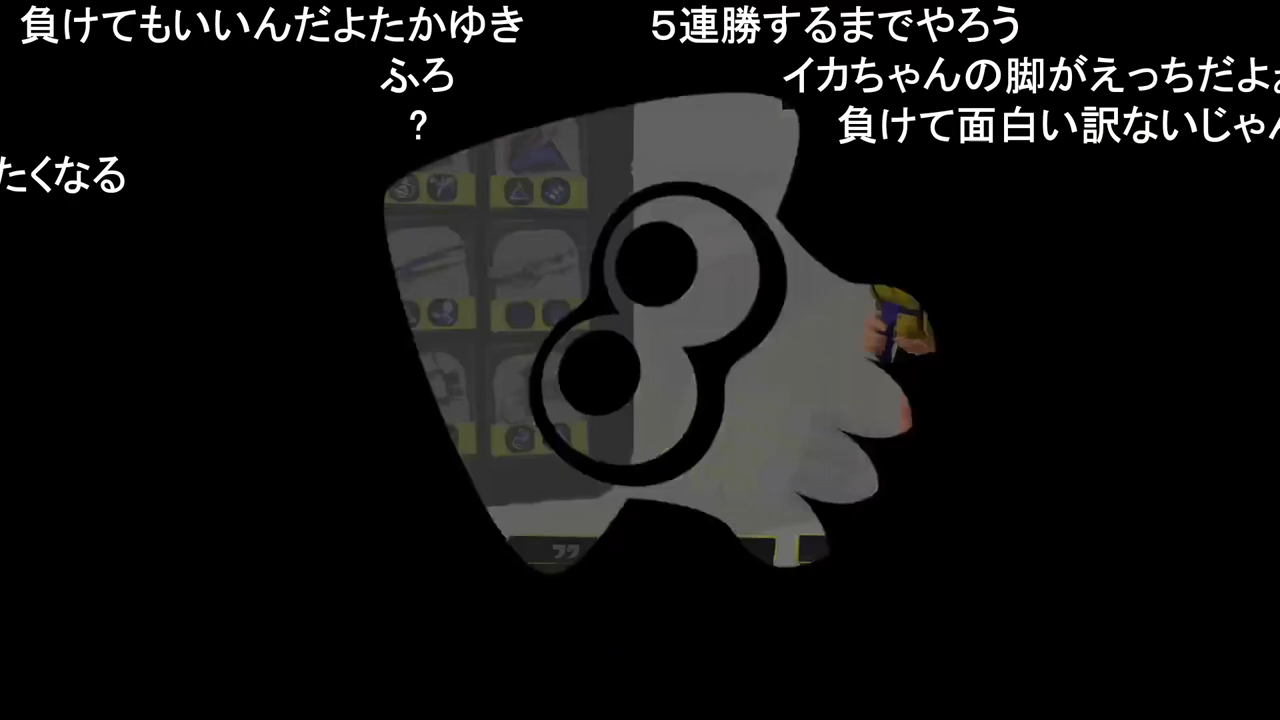 負けてもいいんだよたかゆき
５連勝するまでやろう
ふろ
イカちゃんの脚がえっちだよ
?
負けて面白い訳ないじゃん
たくなる